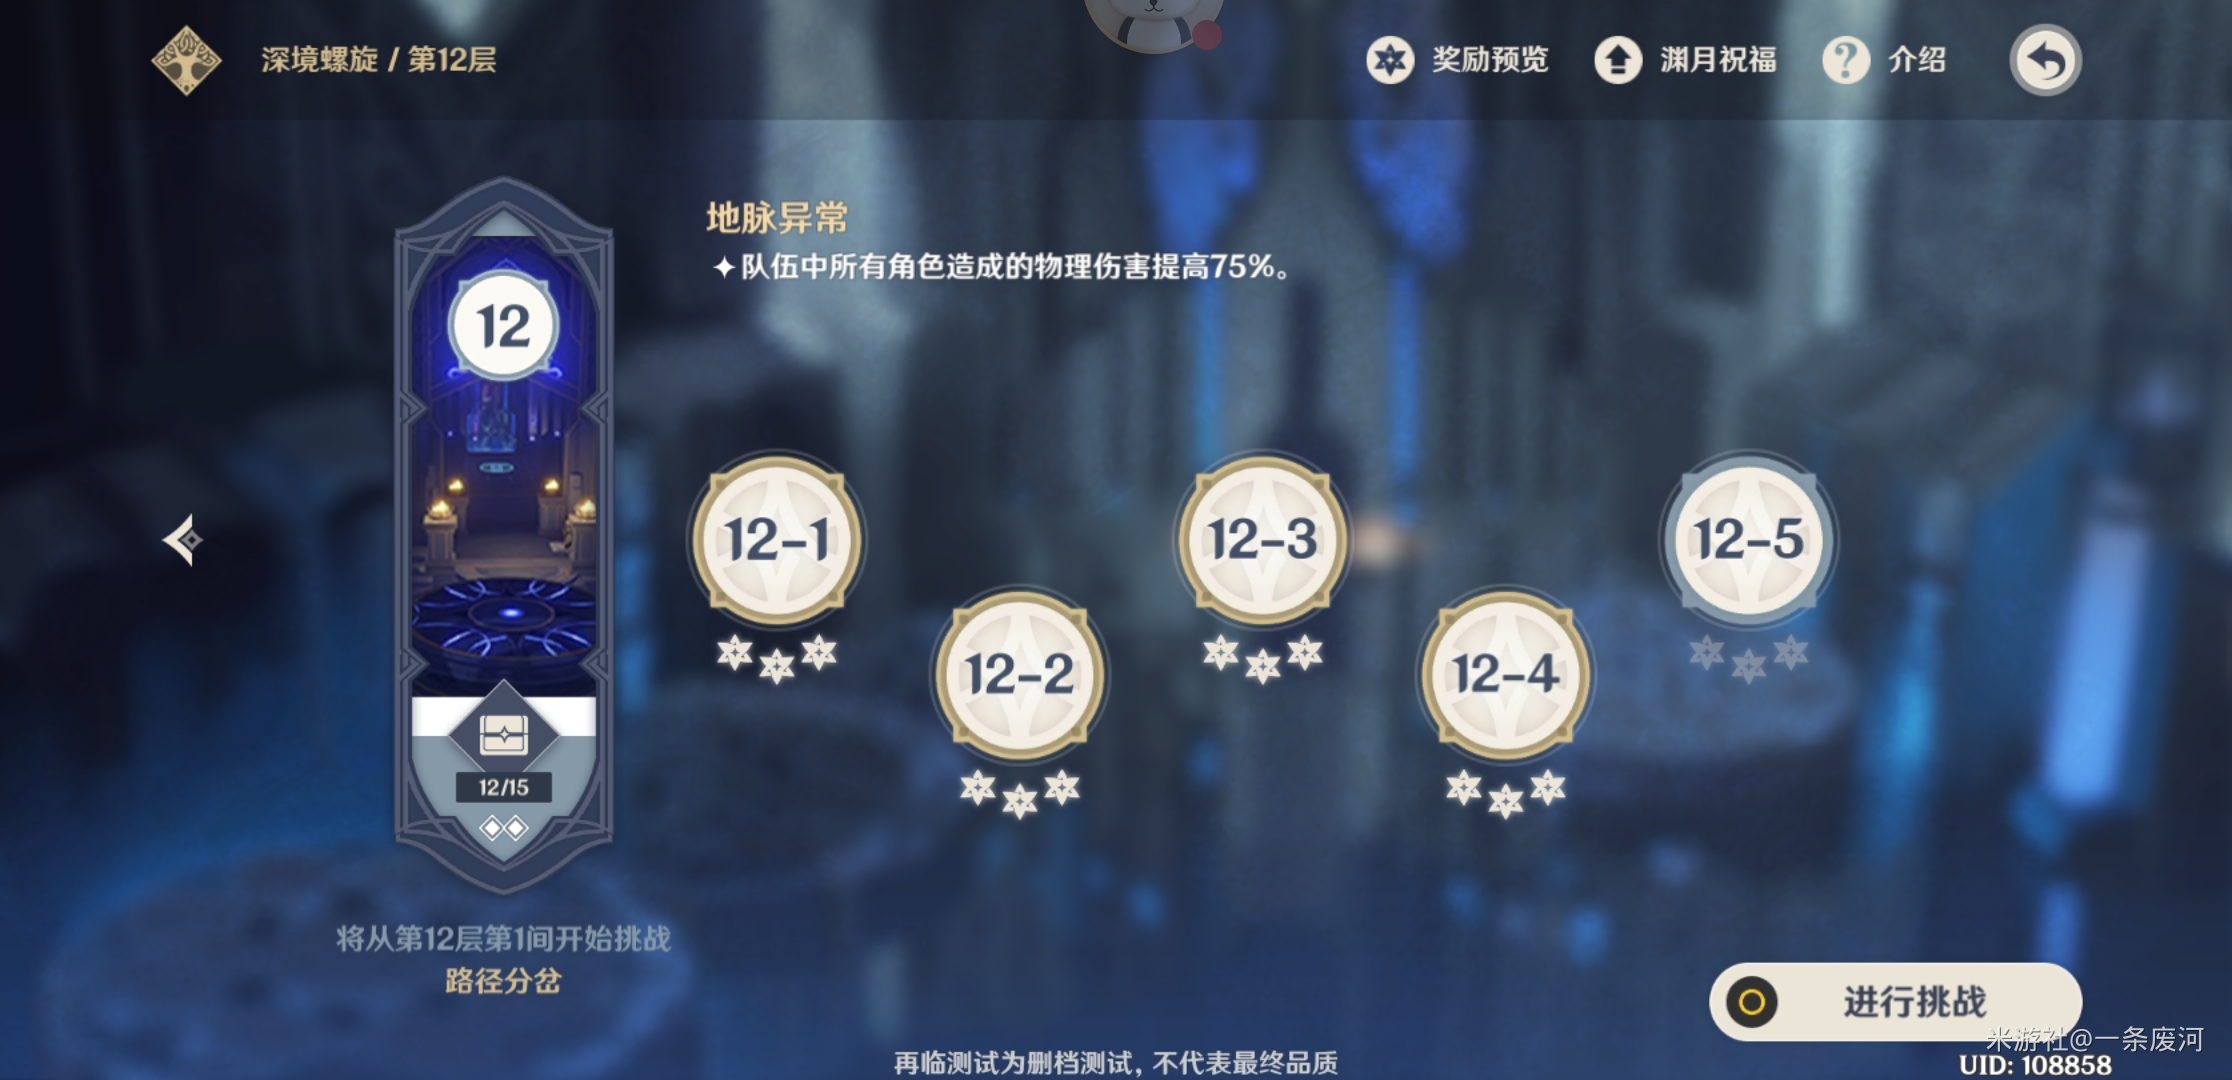 深境螺旋 / 第12层
奖励预览
渊月祝福
介绍
地脉异常
队伍中所有角色造成的物理伤害提高75%。
12
12-1
12-2
12-3
12-4
12-5
12/15
将从第12层第1间开始挑战
路径分岔
进行挑战
米游社@一条废河
再临测试为删档测试，不代表最终品质
UID: 108858